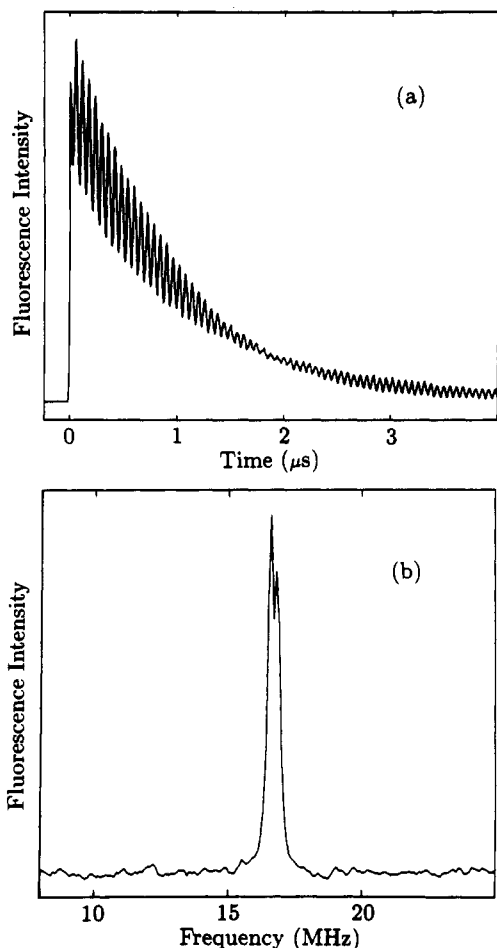 (a)
Fluorescence Intensity
0 1 2 3
Time (μs)
(b)
Fluorescence Intensity
10 15 20
Frequency (MHz)